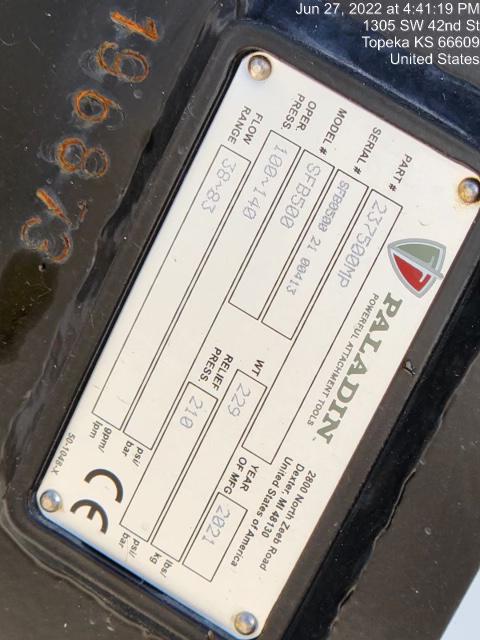 Jun 27, 2022 at 4:41:19 PM
1305 SW 42nd St
Topeka KS 66609
United States
PALADIN™
POWERFUL ATTACHMENT TOOLS
2800 North Zeeb Road
Dexter, MI 48130
United States of America
PART # 237500MP
SERIAL # SFB0500 21 00413
MODEL # SFB500 WT 229 lbs/ kg
YEAR OF MFG 2021
OPER. PRESS. 100~140 psi/ bar
RELIEF PRESS. 210 psi/ bar
FLOW RANGE 38~83 gpm/ lpm
50-1048-X
CE